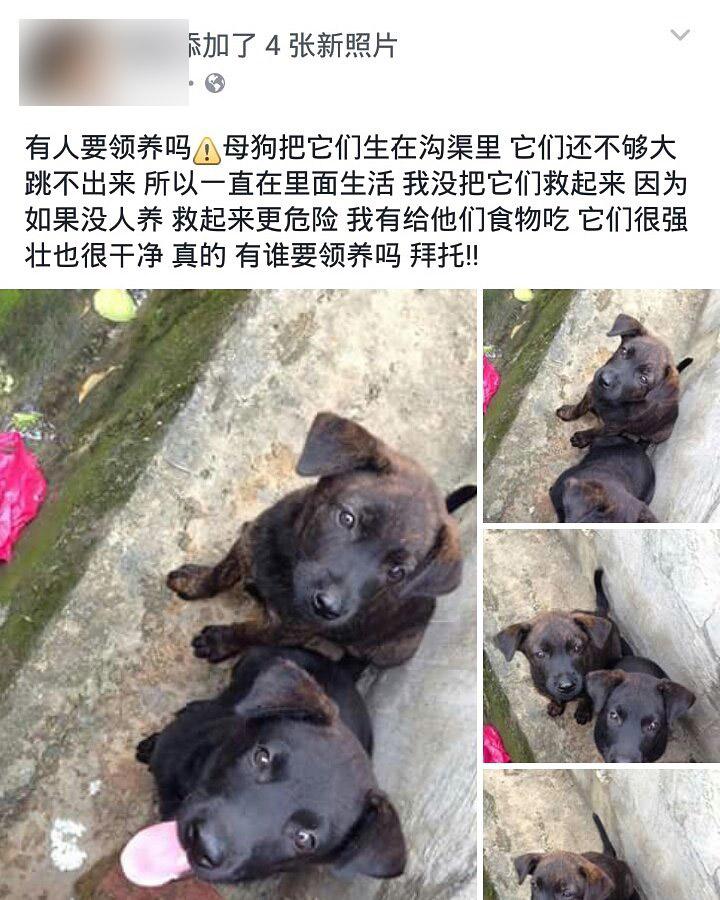 添加了 4 张新照片
有人要领养吗⚠️母狗把它们生在沟渠里 它们还不够大
跳不出来 所以一直在里面生活 我没把它们救起来 因为
如果没人养 救起来更危险 我有给他们食物吃 它们很强
壮也很干净 真的 有谁要领养吗 拜托!!